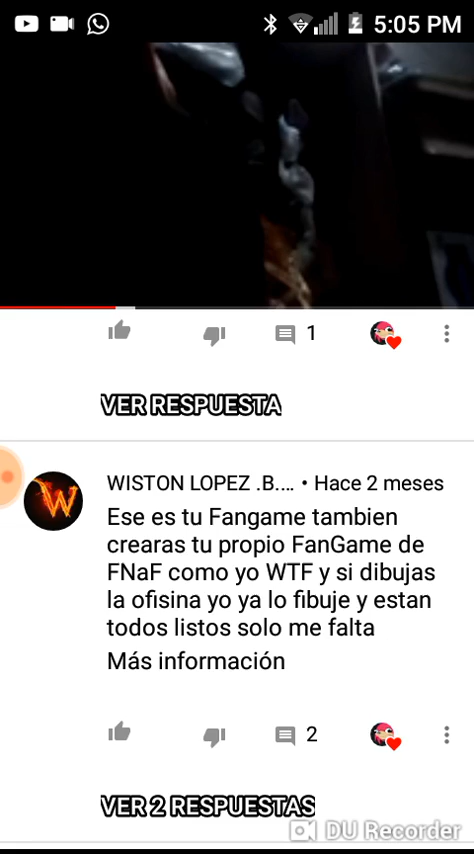 5:05 PM
1
VER RESPUESTA
W
WISTON LOPEZ .B.... • Hace 2 meses
Ese es tu Fangame tambien
crearas tu propio FanGame de
FNaF como yo WTF y si dibujas
la ofisina yo ya lo fibuje y estan
todos listos solo me falta
Más información
2
VER 2 RESPUESTAS
DU Recorder